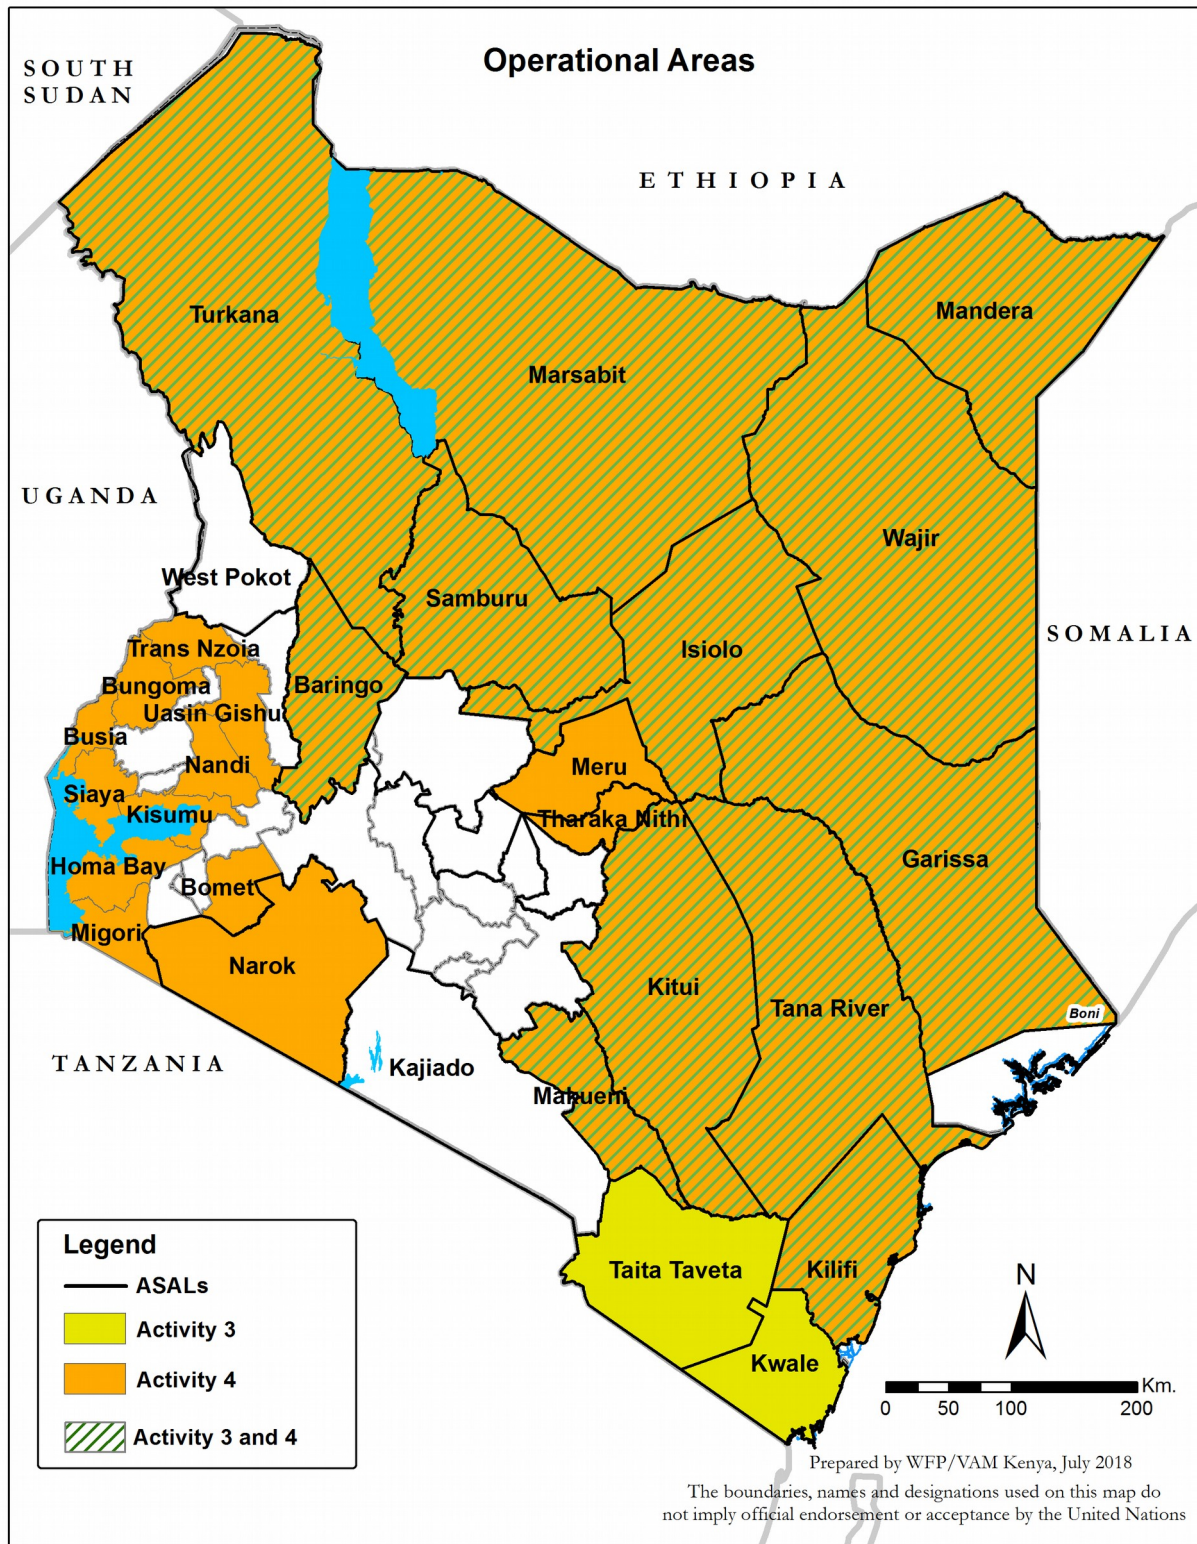 Operational Areas
SOUTH
SUDAN
ETHIOPIA
Turkana
Mandera
Marsabit
UGANDA
Wajir
West Pokot
Samburu
SOMALIA
Trans Nzoia
Isiolo
Bungoma
Baringo
Uasin Gishu
Busia
Nandi
Meru
Siaya
Kisumu
Tharaka Nithi
Homa Bay
Garissa
Bomet
Migori
Narok
Kitui
Tana River
Boni
TANZANIA
Kajiado
Makueni
Taita Taveta
Kilifi
Kwale
Legend
ASALs
Activity 3
Activity 4
Activity 3 and 4
N
Km.
0 50 100 200
Prepared by WFP/VAM Kenya, July 2018
The boundaries, names and designations used on this map do
not imply official endorsement or acceptance by the United Nations